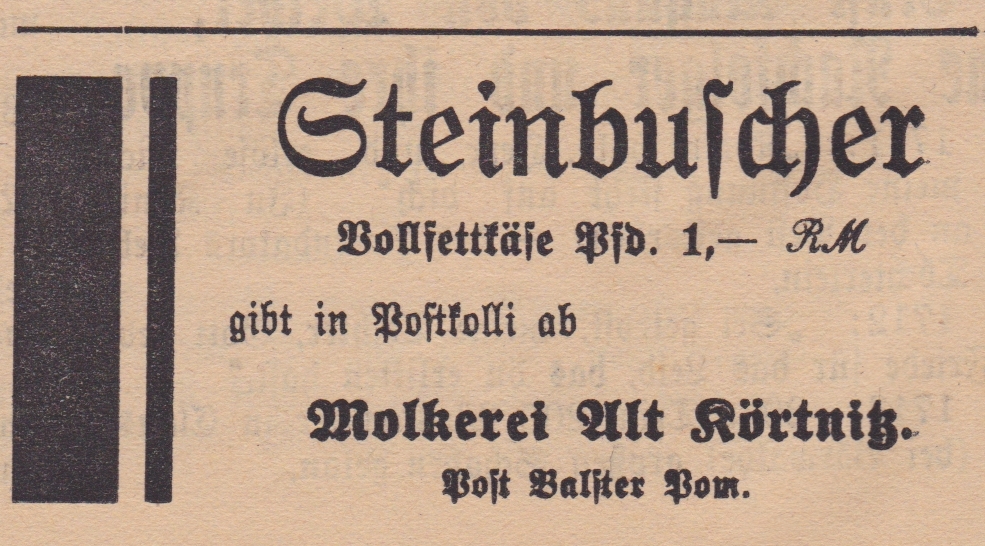 Steinbuscher
Vollfettkäse Pfd. 1,— RM
gibt in Postkolli ab
Molkerei Alt Körtnitz.
Post Balster Pom.